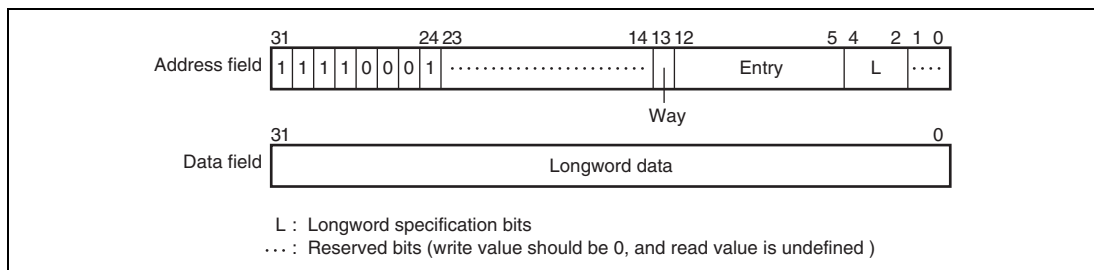 31 24 23 14 13 12 5 4 2 1 0
Address field 1 1 1 1 0 0 0 1 Entry L
Way
31 0
Data field Longword data
L : Longword specification bits
··· : Reserved bits (write value should be 0, and read value is undefined )